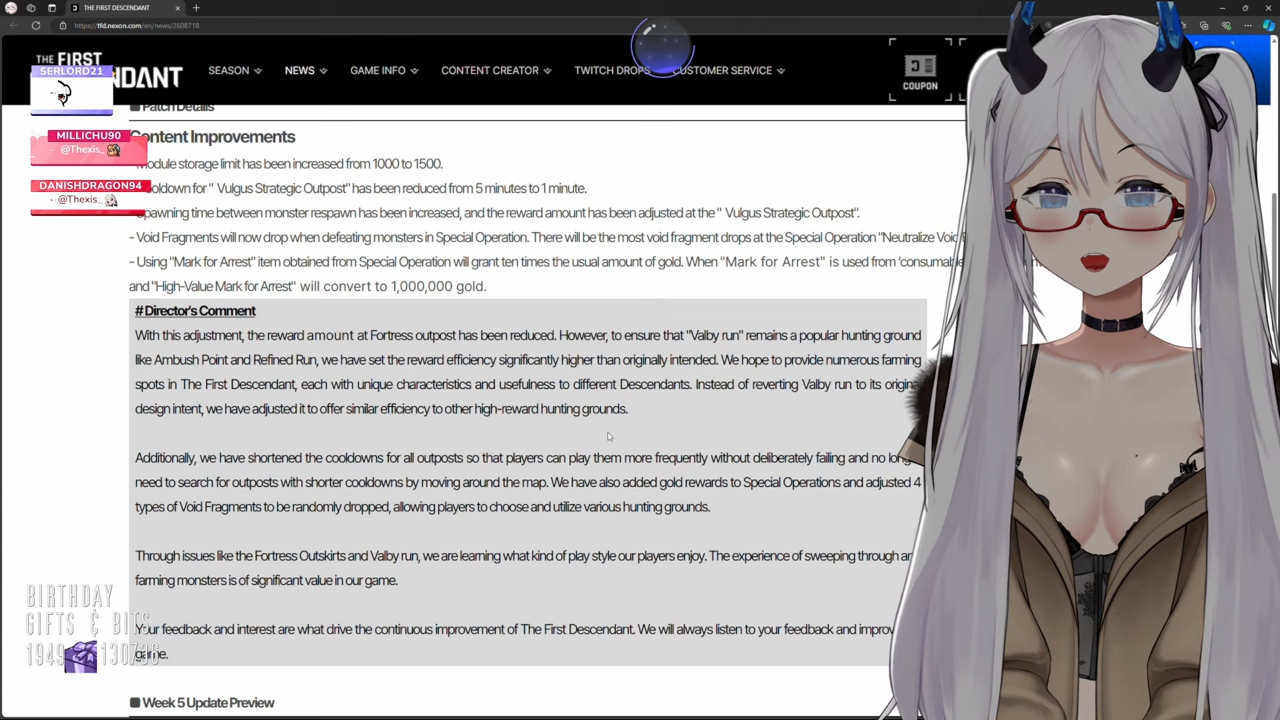 THE FIRST DESCENDANT
https://tfd.nexon.com/en/news/2608718
THE FIRST
NDANT
SEASON
NEWS
GAME INFO
CONTENT CREATOR
TWITCH DROPS
CUSTOMER SERVICE
COUPON
SERLORD21
MILLICHU90
@Thexis_
DANISHDRAGON94
@Thexis_
Patch Details
Content Improvements
Module storage limit has been increased from 1000 to 1500.
ooldown for " Vulgus Strategic Outpost" has been reduced from 5 minutes to 1 minute.
pawning time between monster respawn has been increased, and the reward amount has been adjusted at the " Vulgus Strategic Outpost".
- Void Fragments will now drop when defeating monsters in Special Operation. There will be the most void fragment drops at the Special Operation "Neutralize Void
- Using "Mark for Arrest" item obtained from Special Operation will grant ten times the usual amount of gold. When "Mark for Arrest" is used from ‘consumab
and "High-Value Mark for Arrest" will convert to 1,000,000 gold.
# Director's Comment
With this adjustment, the reward amount at Fortress outpost has been reduced. However, to ensure that "Valby run" remains a popular hunting ground
like Ambush Point and Refined Run, we have set the reward efficiency significantly higher than originally intended. We hope to provide numerous farming
spots in The First Descendant, each with unique characteristics and usefulness to different Descendants. Instead of reverting Valby run to its origina
design intent, we have adjusted it to offer similar efficiency to other high-reward hunting grounds.
Additionally, we have shortened the cooldowns for all outposts so that players can play them more frequently without deliberately failing and no long
need to search for outposts with shorter cooldowns by moving around the map. We have also added gold rewards to Special Operations and adjusted 4
types of Void Fragments to be randomly dropped, allowing players to choose and utilize various hunting grounds.
Through issues like the Fortress Outskirts and Valby run, we are learning what kind of play style our players enjoy. The experience of sweeping through an
farming monsters is of significant value in our game.
Your feedback and interest are what drive the continuous improvement of The First Descendant. We will always listen to your feedback and improv
game.
Week 5 Update Preview
BIRTHDAY
GIFTS & BITS
1949 130736